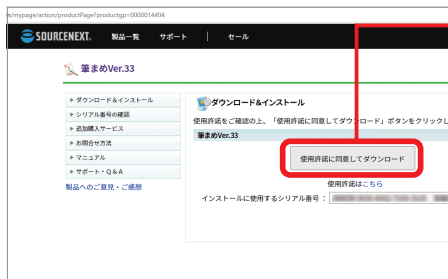 m/mypage/action/productPage?productgp=0000014404
SOURCENEXT. 製品一覧 サポート セール
筆まめVer.33
ダウンロード&インストール
シリアル番号の確認
追加購入サービス
お問合せ方法
マニュアル
サポート・Q&A
製品へのご意見・ご感想
ダウンロード&インストール
使用許諾をご確認の上、「使用許諾に同意してダウンロード」ボタンをクリックし
筆まめVer.33
使用許諾に同意してダウンロード
使用許諾はこちら
インストールに使用するシリアル番号：